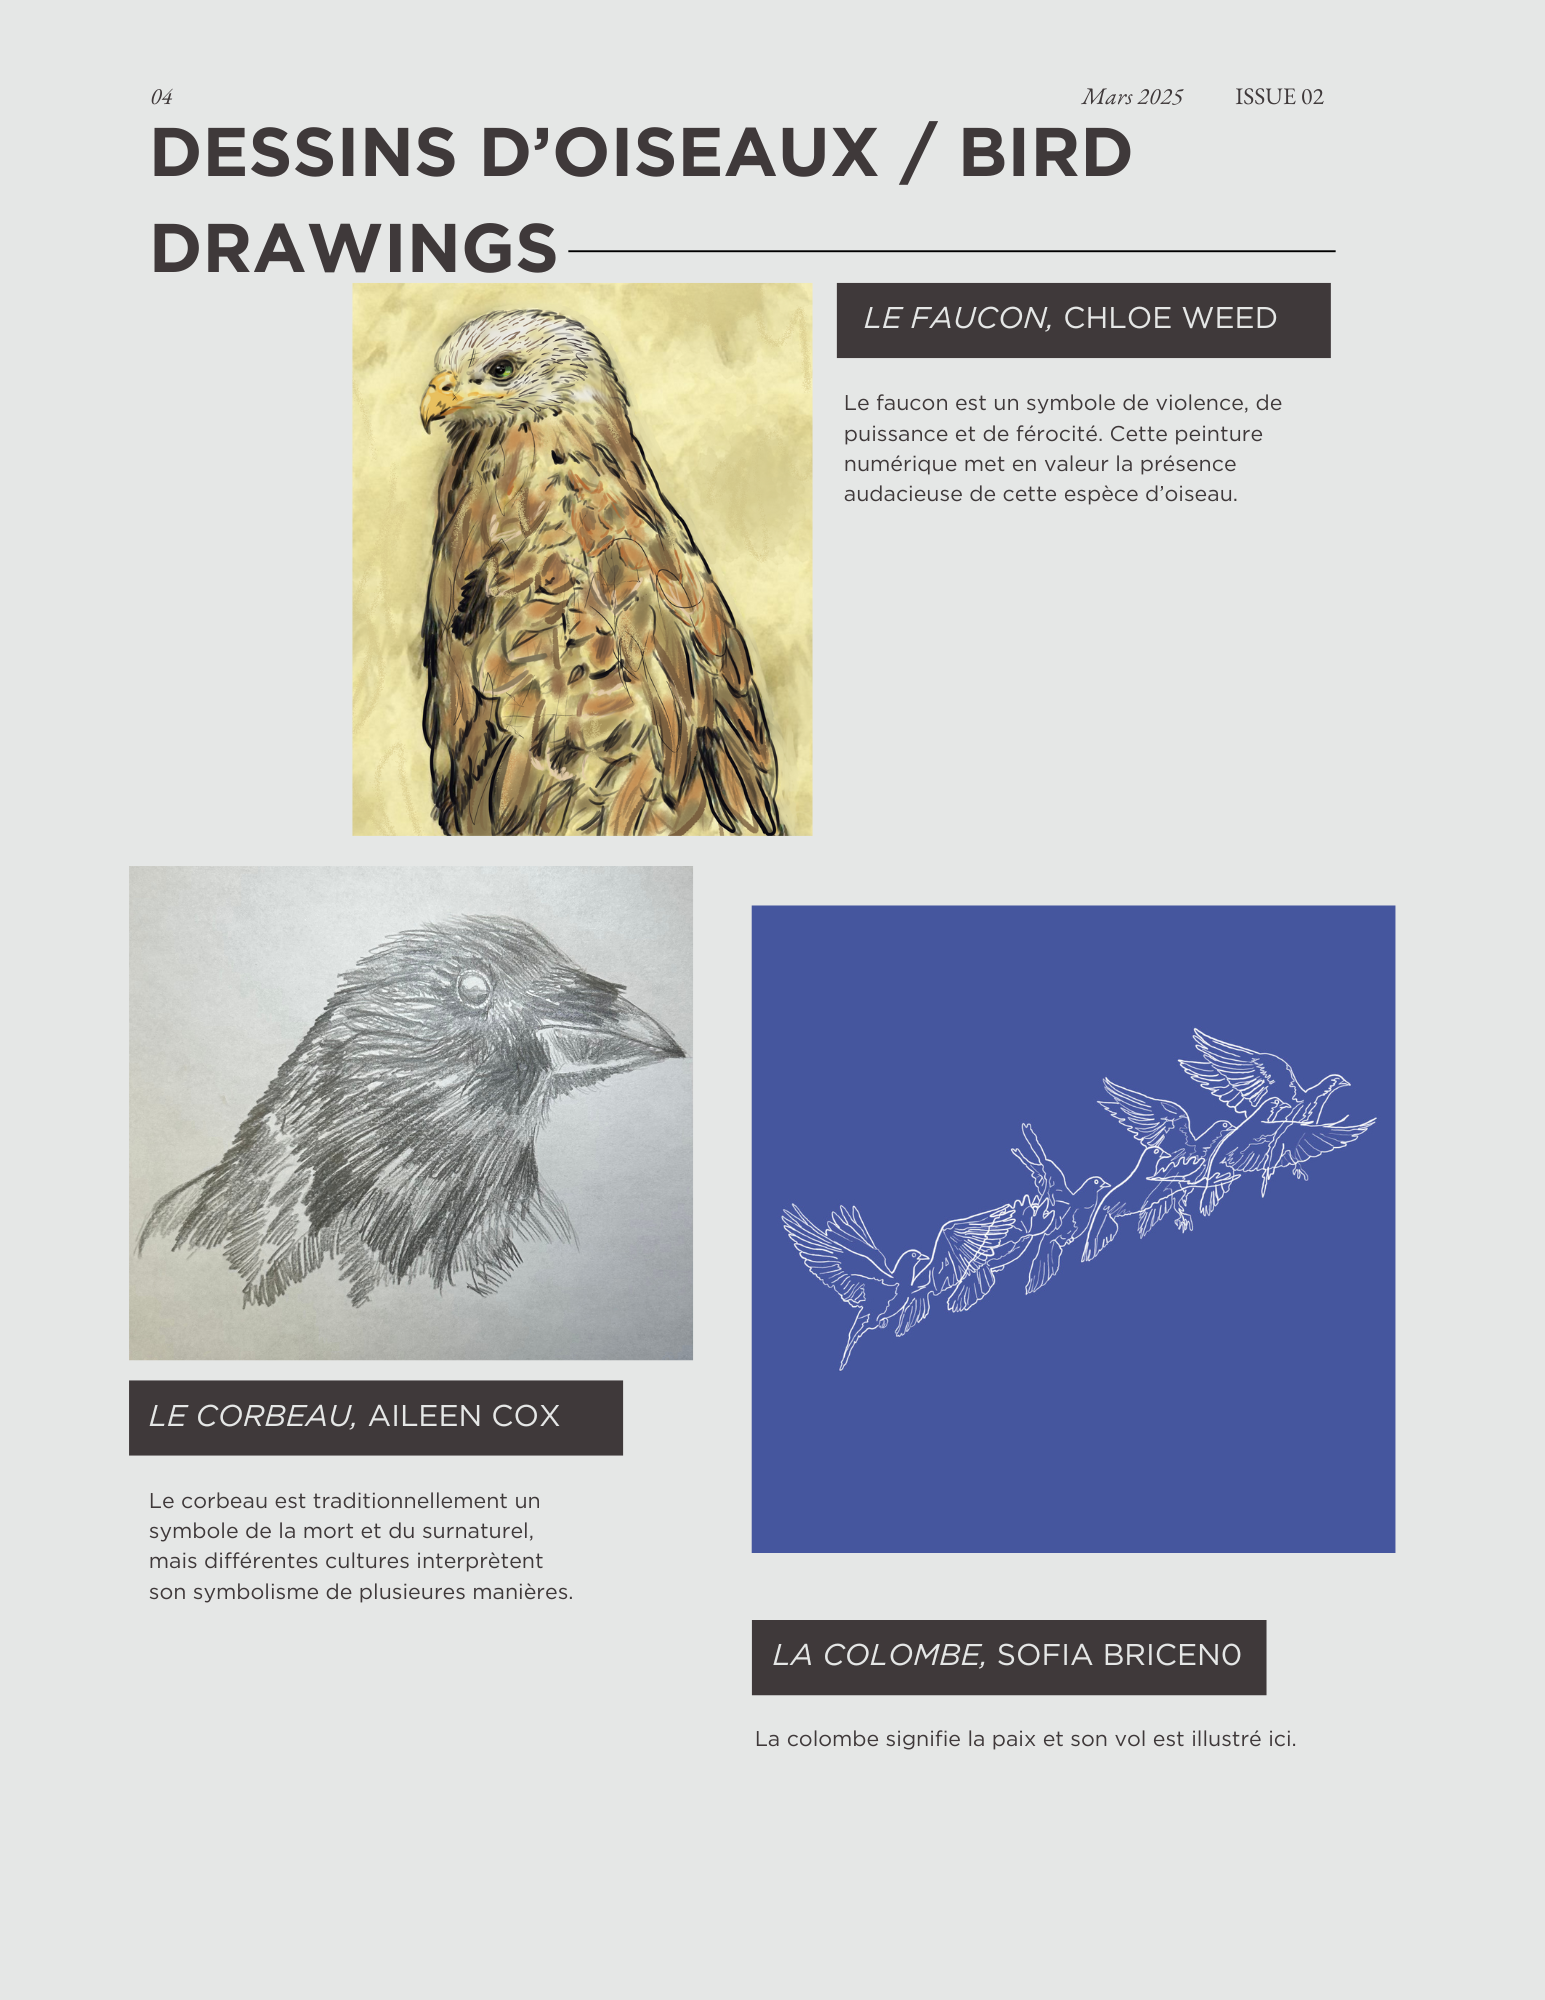 04
Mars 2025 ISSUE 02
DESSINS D’OISEAUX / BIRD
DRAWINGS
LE FAUCON, CHLOE WEED
Le faucon est un symbole de violence, de
puissance et de férocité. Cette peinture
numérique met en valeur la présence
audacieuse de cette espèce d’oiseau.
LE CORBEAU, AILEEN COX
Le corbeau est traditionnellement un
symbole de la mort et du surnaturel,
mais différentes cultures interprètent
son symbolisme de plusieures manières.
LA COLOMBE, SOFIA BRICEN0
La colombe signifie la paix et son vol est illustré ici.